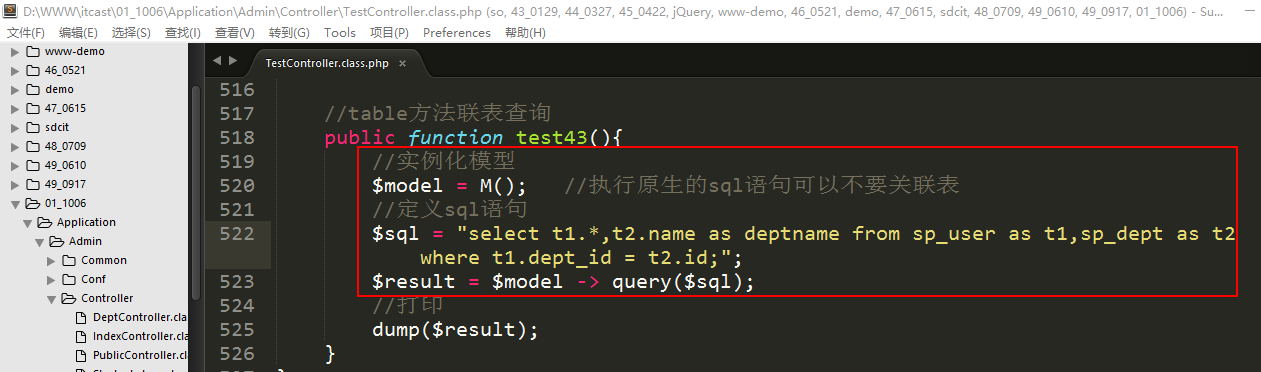 D:\WWW\itcast\01_1006\Application\Admin\Controller\TestController.class.php (so, 43_0129, 44_0327, 45_0422, jQuery, www-demo, 46_0521, demo, 47_0615, sdcit, 48_0709, 49_0610, 49_0917, 01_1006) - Su...
文件(F) 编辑(E) 选择(S) 查找(I) 查看(V) 转到(G) Tools 项目(P) Preferences 帮助(H)
www-demo
46_0521
demo
47_0615
sdcit
48_0709
49_0610
49_0917
01_1006
Application
Admin
Common
Conf
Controller
DeptController.cla
IndexController.cla
PublicController.cl
TestController.class.php ×
516
517 //table方法联表查询
518 public function test43(){
519 //实例化模型
520 $model = M(); //执行原生的sql语句可以不要关联表
521 //定义sql语句
522 $sql = "select t1.*,t2.name as deptname from sp_user as t1,sp_dept as t2
where t1.dept_id = t2.id;";
523 $result = $model -> query($sql);
524 //打印
525 dump($result);
526 }